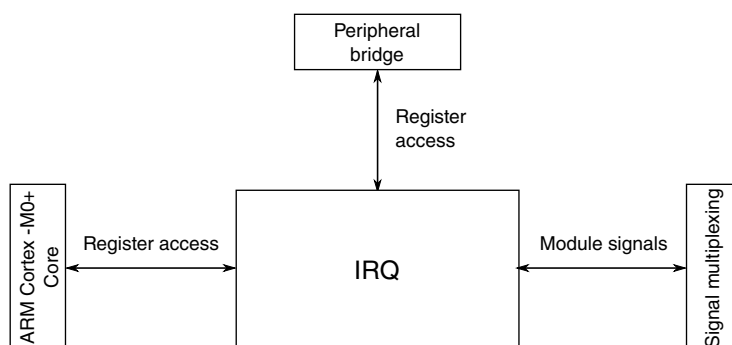 Peripheral
bridge
Register
access
ARM Cortex -M0+
Core
Register access
IRQ
Module signals
Signal multiplexing